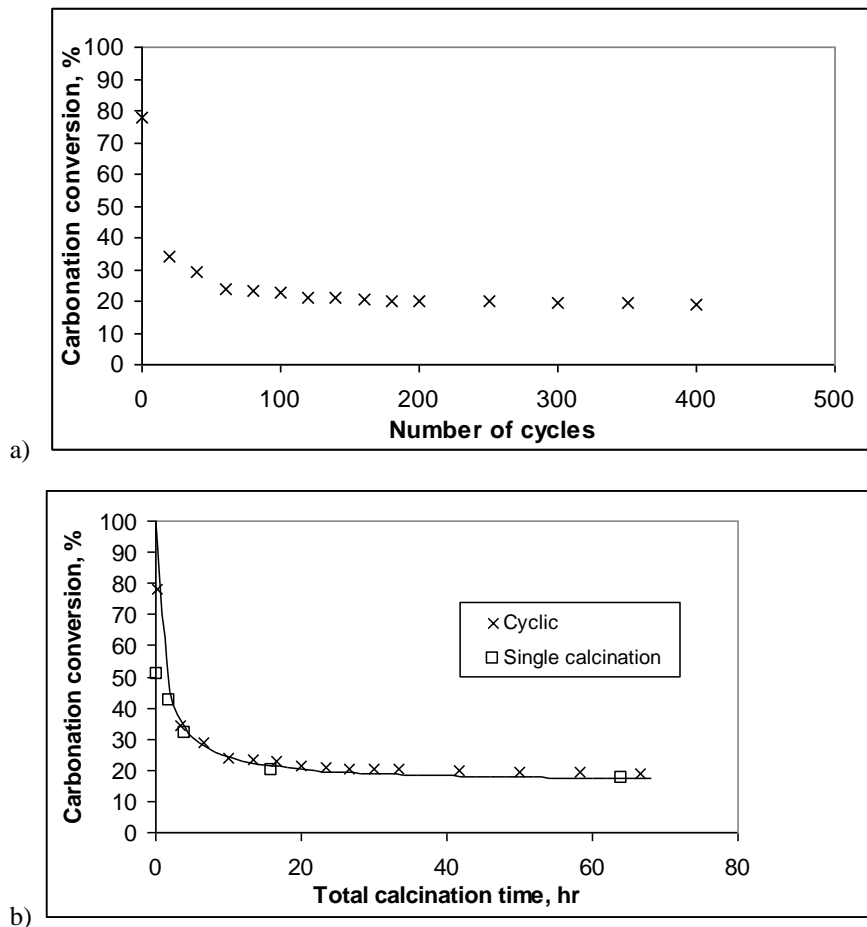 100
90
80
70
60
50
40
30
20
10
0
Carbonation conversion, %
0 100 200 300 400 500
Number of cycles
a)
100
90
80
70
60
50
40
30
20
10
0
Carbonation conversion, %
Cyclic
Single calcination
0 20 40 60 80
Total calcination time, hr
b)